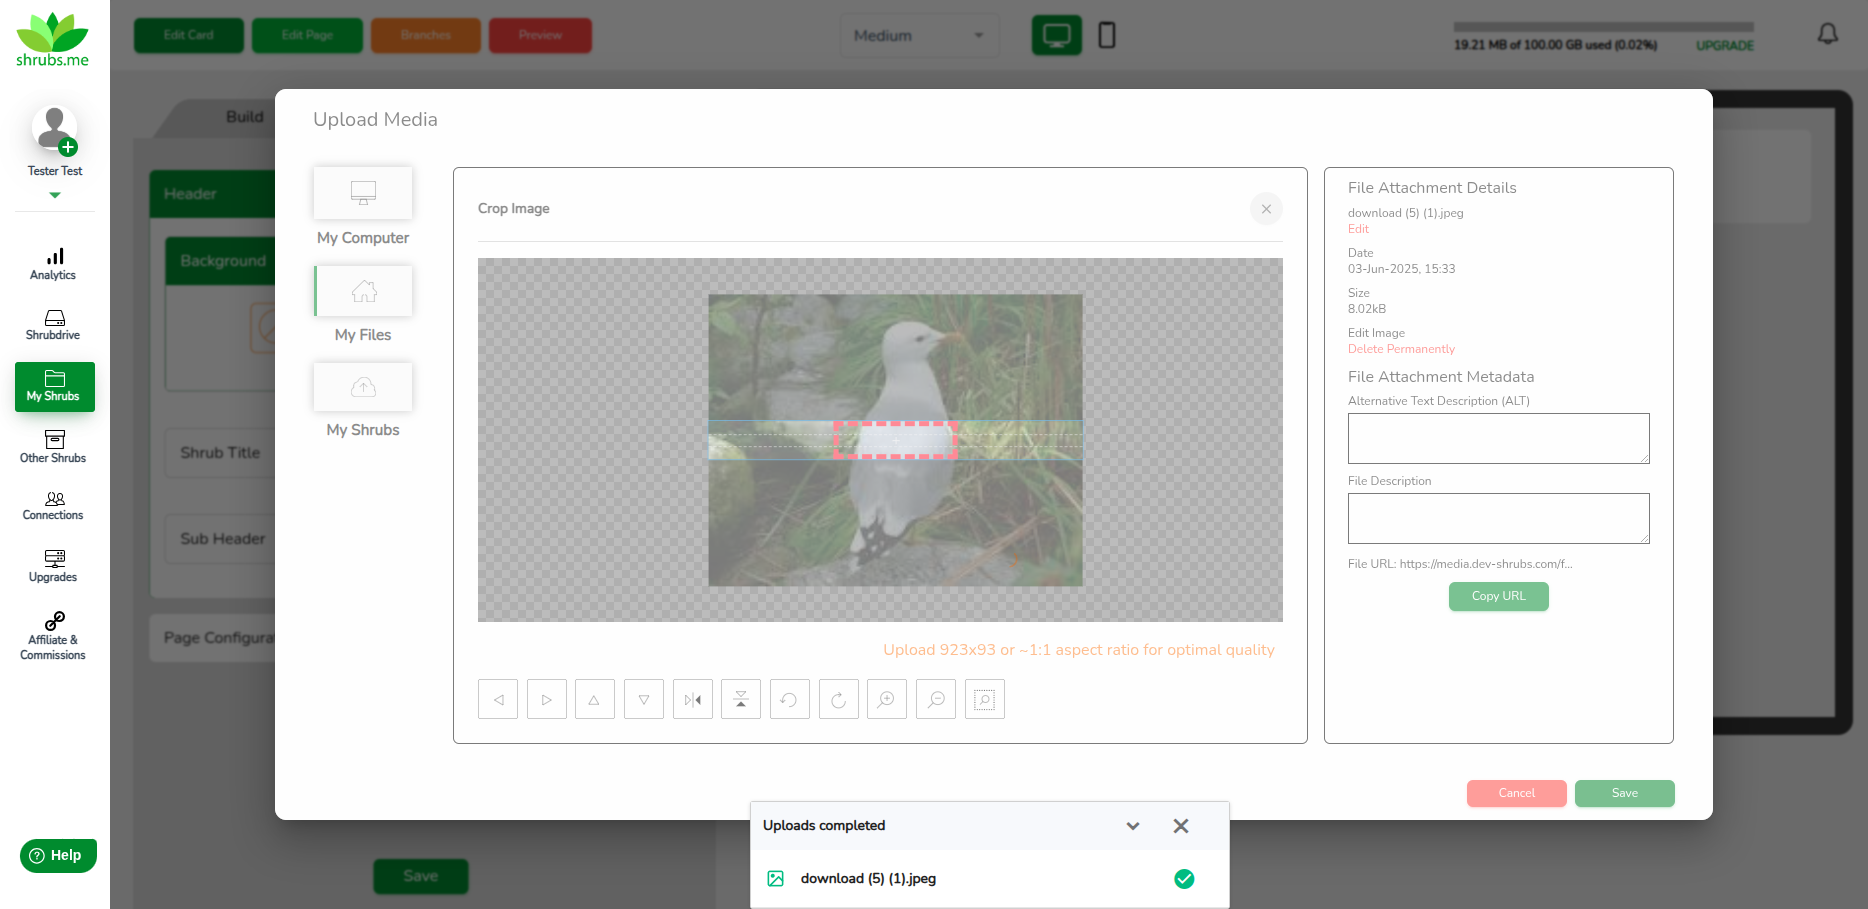 shrubs.me
Edit Card
Edit Page
Branches
Preview
Medium
19.21 MB of 100.00 GB used (0.02%)
UPGRADE
Tester Test
Analytics
Shrubdrive
My Shrubs
Other Shrubs
Connections
Upgrades
Affiliate &
Commissions
Help
Build
Header
Background
Shrub Title
Sub Header
Page Configurat
Save
Upload Media
My Computer
My Files
My Shrubs
Crop Image
Upload 923x93 or ~1:1 aspect ratio for optimal quality
File Attachment Details
download (5) (1).jpeg
Edit
Date
03-Jun-2025, 15:33
Size
8.02kB
Edit Image
Delete Permanently
File Attachment Metadata
Alternative Text Description (ALT)
File Description
File URL: https://media.dev-shrubs.com/f...
Copy URL
Cancel
Save
Uploads completed
download (5) (1).jpeg